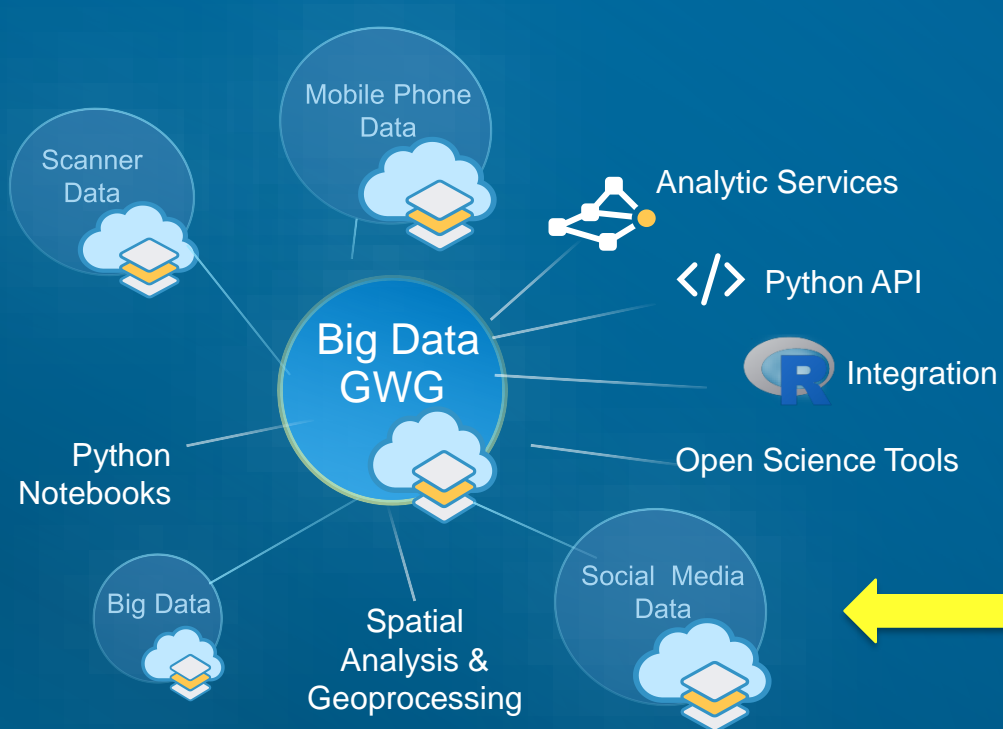 Mobile Phone
Data
Scanner
Data
Analytic Services
</> Python API
R Integration
Big Data
GWG
Python
Notebooks
Open Science Tools
Big Data
Spatial
Analysis &
Geoprocessing
Social Media
Data